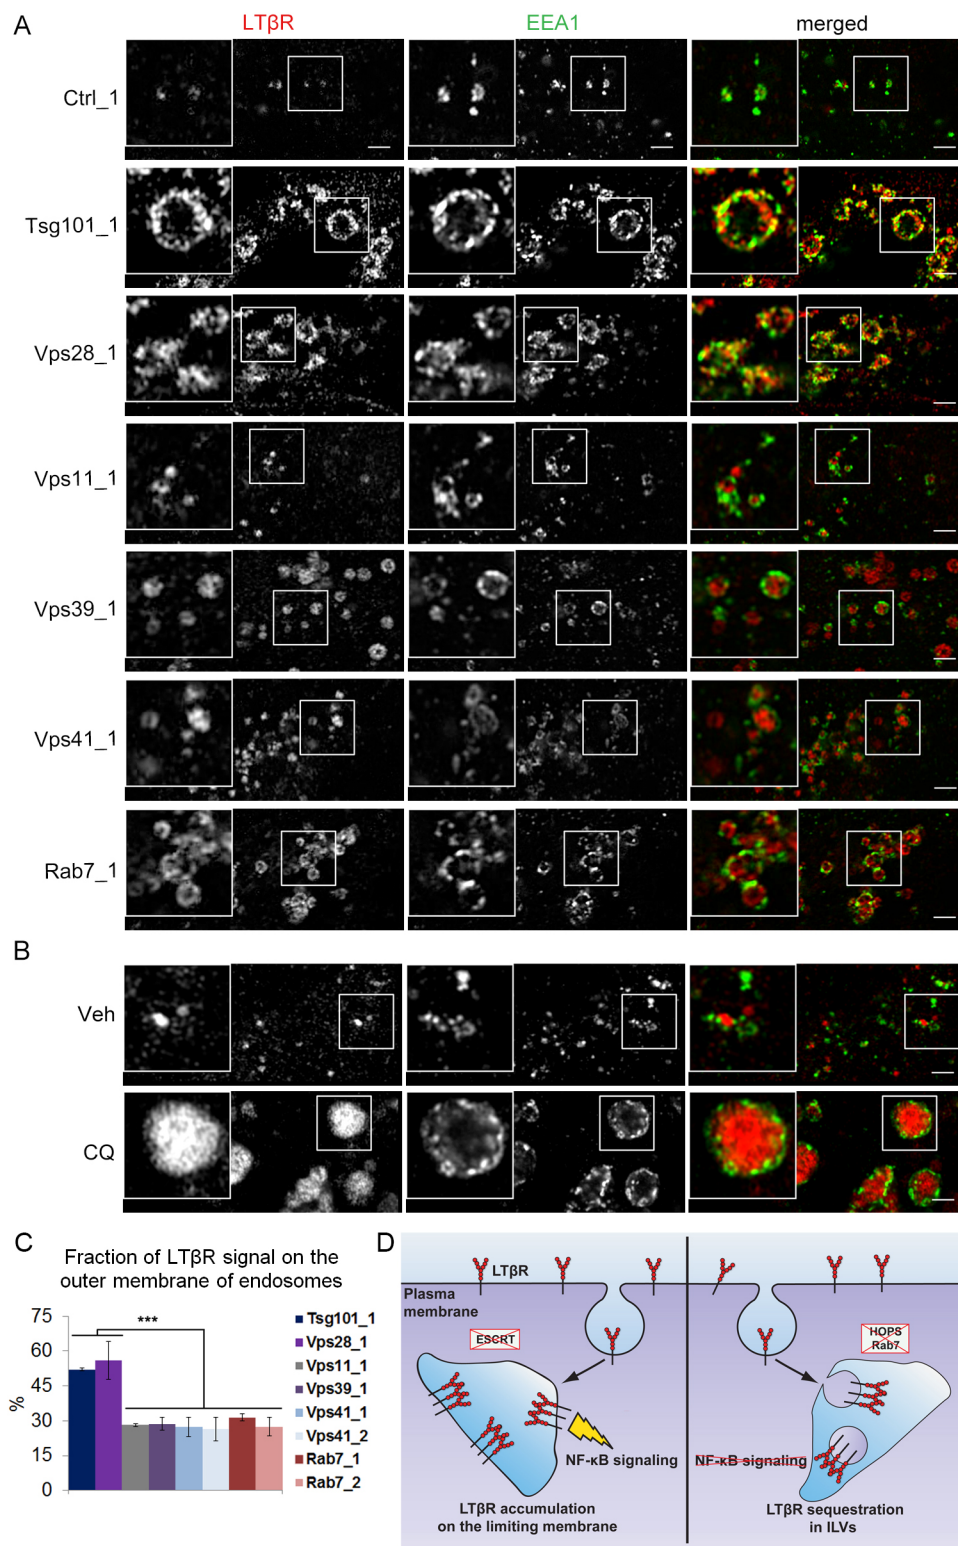 A
LTβR
EEA1
merged
Ctrl_1
Tsg101_1
Vps28_1
Vps11_1
Vps39_1
Vps41_1
Rab7_1
B
Veh
CQ
C
Fraction of LTβR signal on the
outer membrane of endosomes
75
60
45
30
15
0
%
***
Tsg101_1
Vps28_1
Vps11_1
Vps39_1
Vps41_1
Vps41_2
Rab7_1
Rab7_2
D
LTβR
Plasma
membrane
ESCRT
NF-κB signaling
LTβR accumulation
on the limiting membrane
HOPS
Rab7
NF-κB signaling
LTβR sequestration
in ILVs